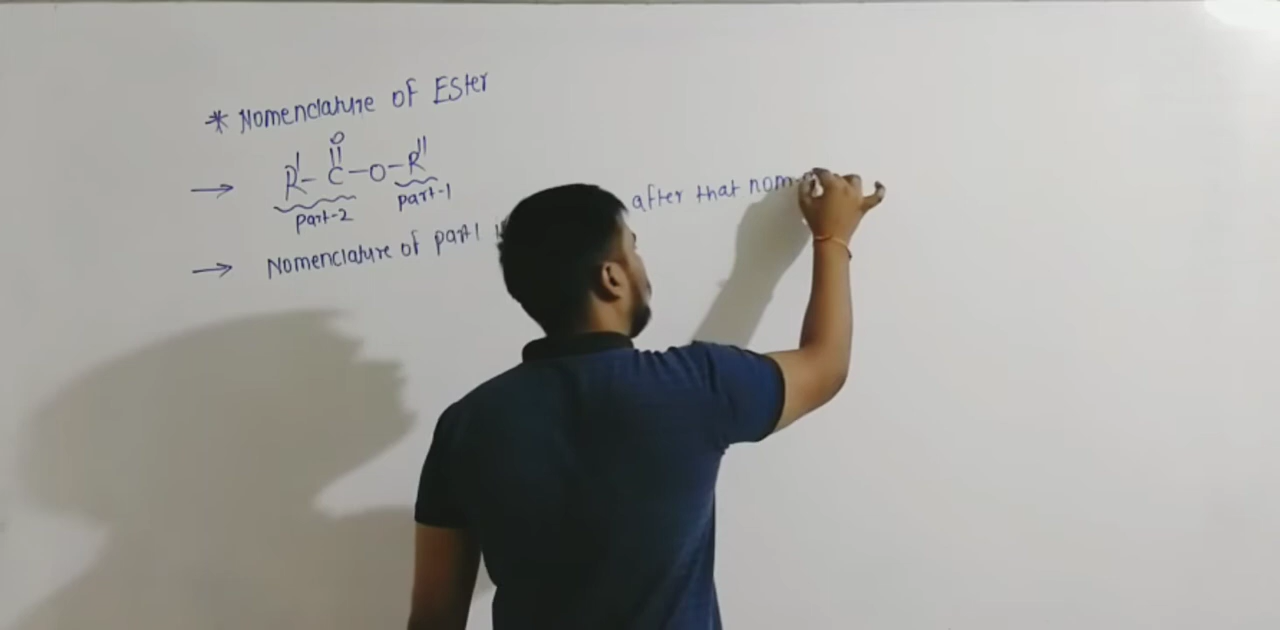 * Nomenclature of Ester
→ R'-C-O-R"
O
part-2 part-1
→ Nomenclature of part1 after that nom